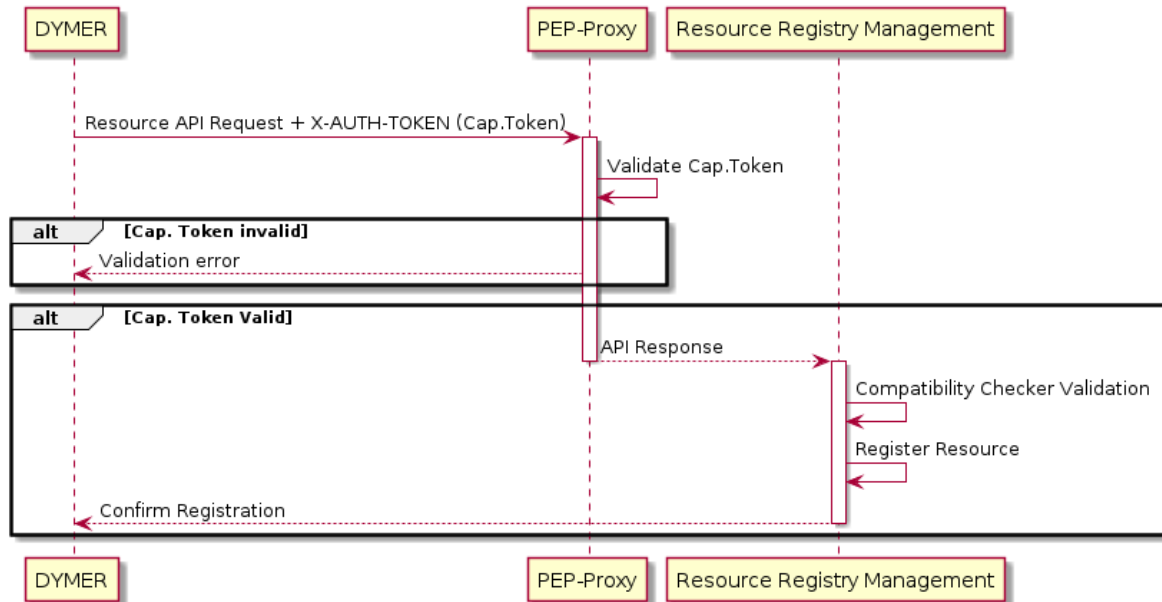 DYMER
PEP-Proxy
Resource Registry Management
Resource API Request + X-AUTH-TOKEN (Cap.Token)
Validate Cap.Token
alt
[Cap. Token invalid]
Validation error
alt
[Cap. Token Valid]
API Response
Compatibility Checker Validation
Register Resource
Confirm Registration
DYMER
PEP-Proxy
Resource Registry Management